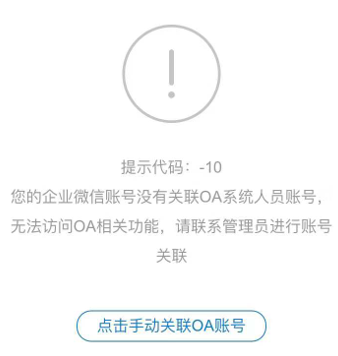 提示代码：-10
您的企业微信账号没有关联OA系统人员账号，
无法访问OA相关功能，请联系管理员进行账号
关联
点击手动关联OA账号